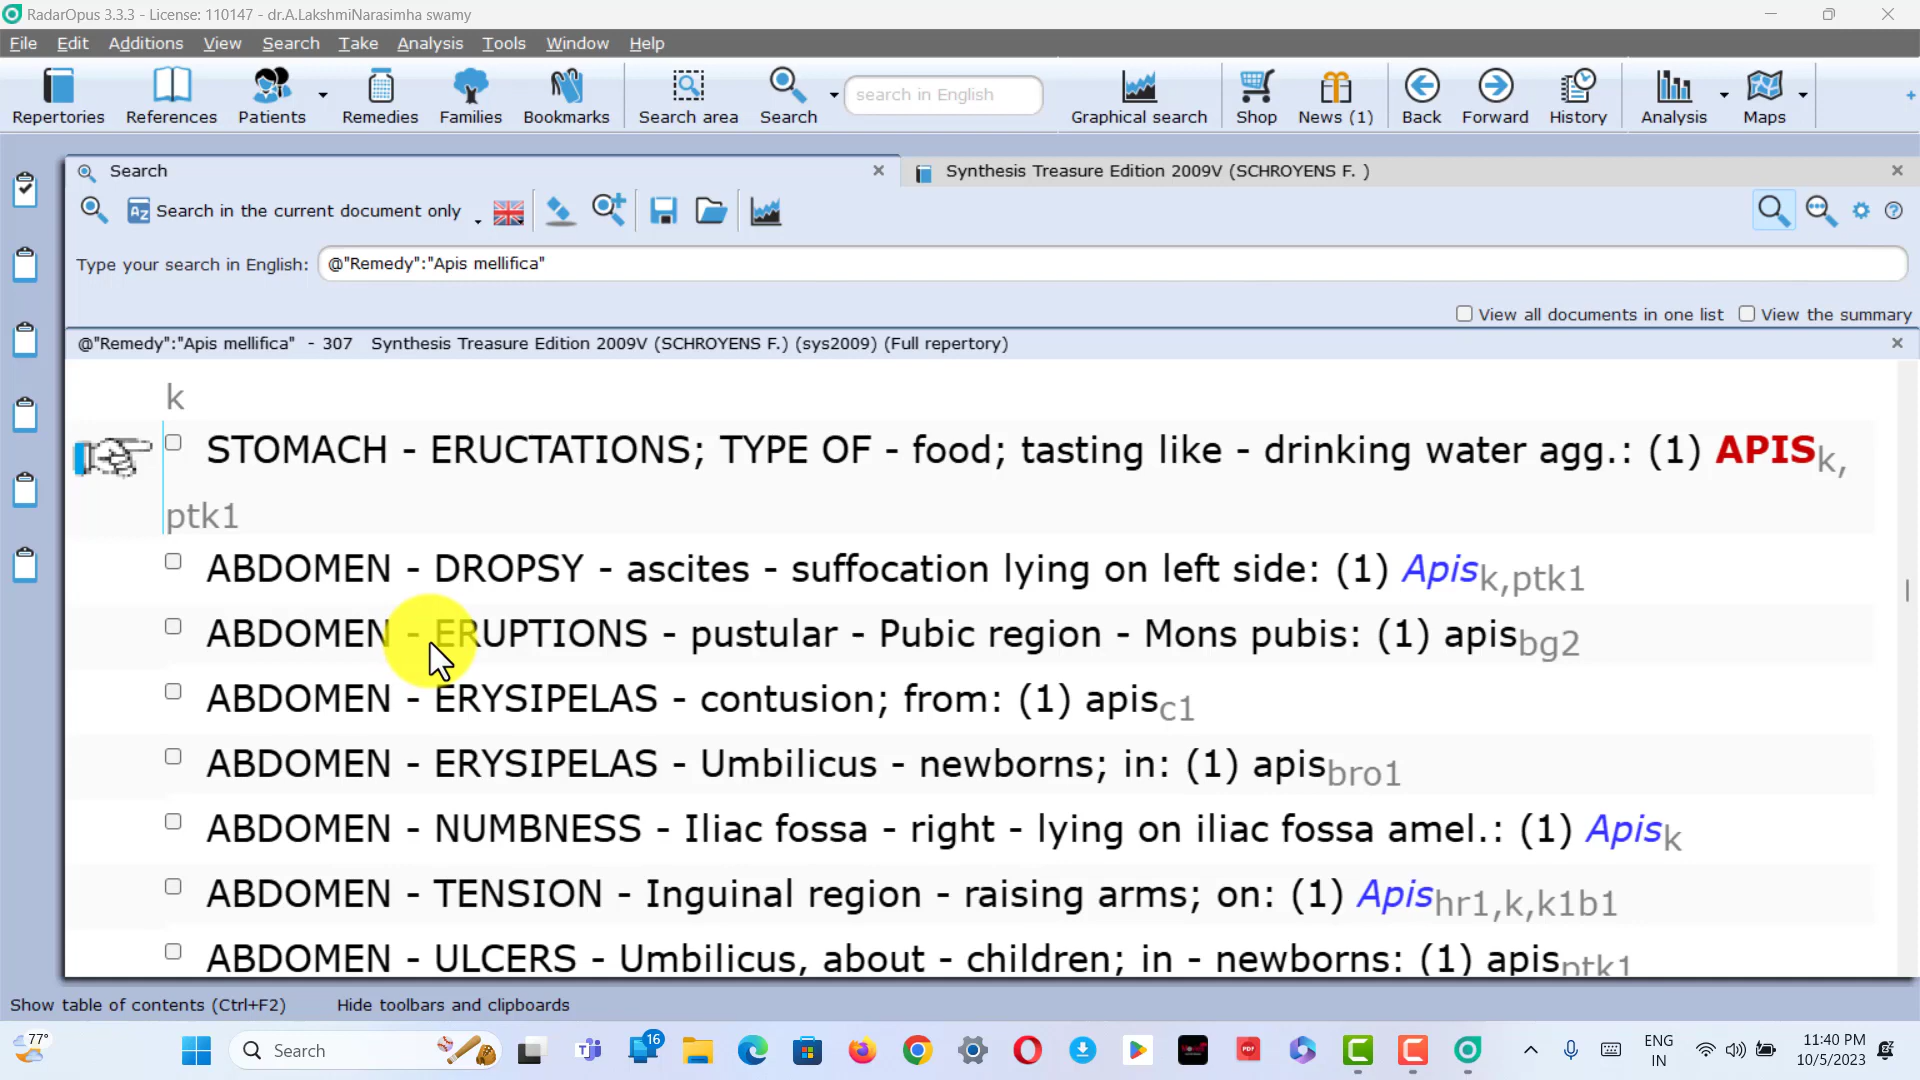 RadarOpus 3.3.3 - License: 110147 - dr.A.LakshmiNarasimha swamy
File Edit Additions View Search Take Analysis Tools Window Help
Repertories References Patients Remedies Families Bookmarks Search area Search search in English Graphical search Shop News (1) Back Forward History Analysis Maps
Search Synthesis Treasure Edition 2009V (SCHROYENS F. )
AZ Search in the current document only
Type your search in English: @"Remedy":"Apis mellifica"
View all documents in one list View the summary
@"Remedy":"Apis mellifica" - 307 Synthesis Treasure Edition 2009V (SCHROYENS F.) (sys2009) (Full repertory)
k
STOMACH - ERUCTATIONS; TYPE OF - food; tasting like - drinking water agg.: (1) APISk,
ptk1
ABDOMEN - DROPSY - ascites - suffocation lying on left side: (1) Apisk,ptk1
ABDOMEN - ERUPTIONS - pustular - Pubic region - Mons pubis: (1) apisbg2
ABDOMEN - ERYSIPELAS - contusion; from: (1) apisc1
ABDOMEN - ERYSIPELAS - Umbilicus - newborns; in: (1) apisbro1
ABDOMEN - NUMBNESS - Iliac fossa - right - lying on iliac fossa amel.: (1) Apisk
ABDOMEN - TENSION - Inguinal region - raising arms; on: (1) Apishr1,k,k1b1
ABDOMEN - ULCERS - Umbilicus, about - children; in - newborns: (1) apisptk1
Show table of contents (Ctrl+F2) Hide toolbars and clipboards
77° Search 16 PDF ENG 11:40 PM
IN 10/5/2023